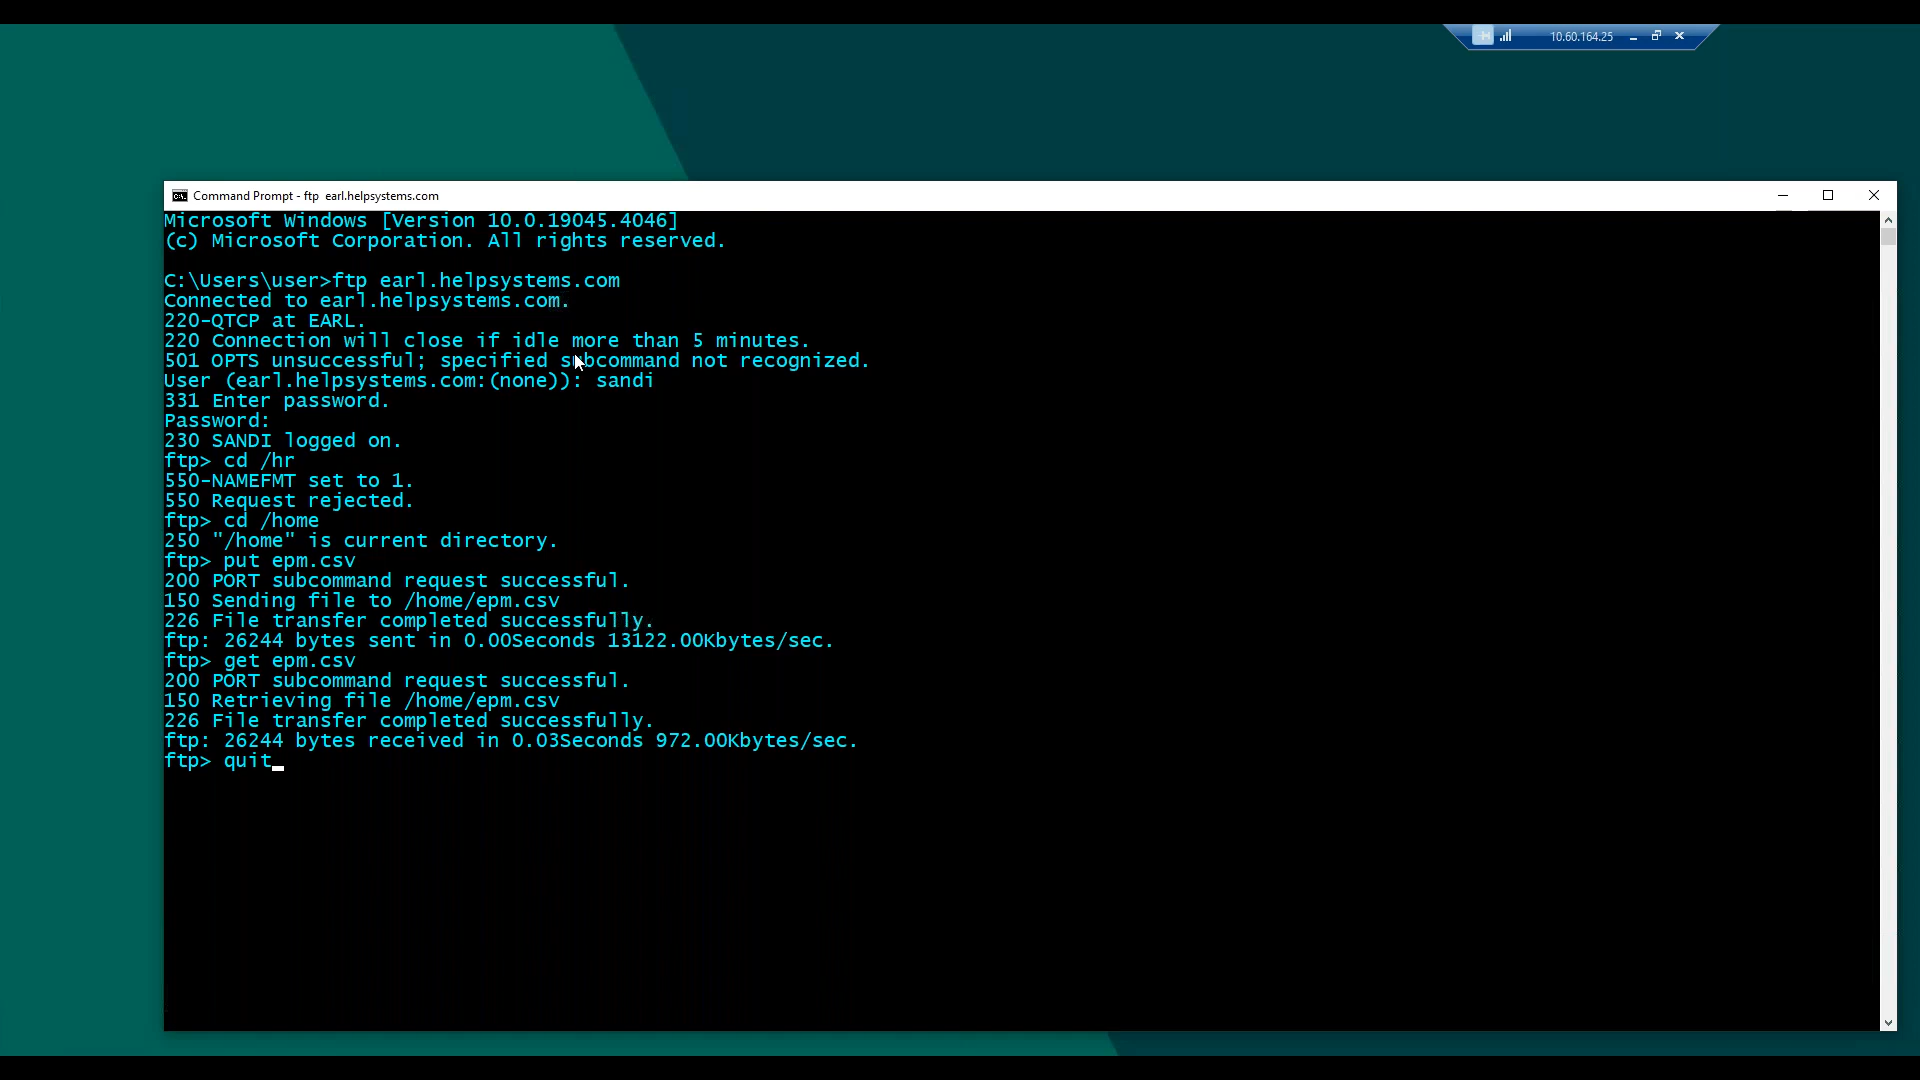 10.60.164.25
Command Prompt - ftp  earl.helpsystems.com
Microsoft Windows [Version 10.0.19045.4046]
(c) Microsoft Corporation. All rights reserved.
C:\Users\user>ftp earl.helpsystems.com
Connected to earl.helpsystems.com.
220-QTCP at EARL.
220 Connection will close if idle more than 5 minutes.
501 OPTS unsuccessful; specified subcommand not recognized.
User (earl.helpsystems.com:(none)): sandi
331 Enter password.
Password:
230 SANDI logged on.
ftp> cd /hr
550-NAMEFMT set to 1.
550 Request rejected.
ftp> cd /home
250 "/home" is current directory.
ftp> put epm.csv
200 PORT subcommand request successful.
150 Sending file to /home/epm.csv
226 File transfer completed successfully.
ftp: 26244 bytes sent in 0.00Seconds 13122.00Kbytes/sec.
ftp> get epm.csv
200 PORT subcommand request successful.
150 Retrieving file /home/epm.csv
226 File transfer completed successfully.
ftp: 26244 bytes received in 0.03Seconds 972.00Kbytes/sec.
ftp> quit